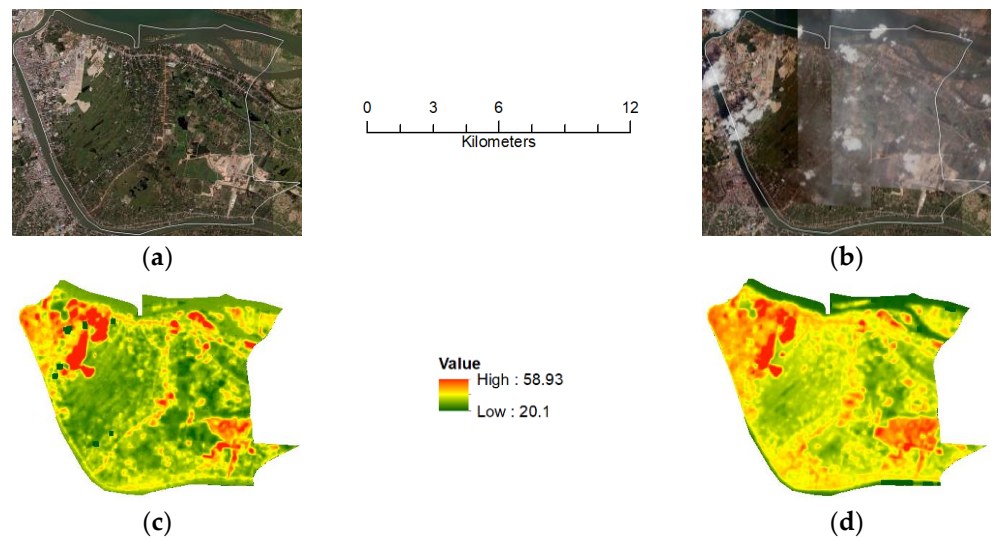 0 3 6 12
Kilometers
(a)
(b)
Value
High : 58.93
Low : 20.1
(c)
(d)